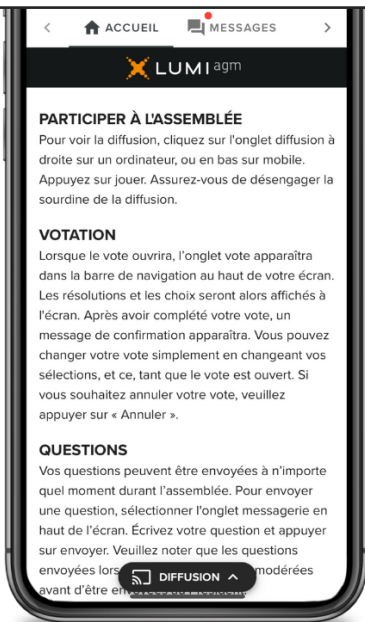 ACCUEIL MESSAGES
LUMI agm
PARTICIPER À L'ASSEMBLÉE
Pour voir la diffusion, cliquez sur l'onglet diffusion à
droite sur un ordinateur, ou en bas sur mobile.
Appuyez sur jouer. Assurez-vous de désengager la
sourdine de la diffusion.
VOTATION
Lorsque le vote ouvrira, l'onglet vote apparaîtra
dans la barre de navigation au haut de votre écran.
Les résolutions et les choix seront alors affichés à
l'écran. Après avoir complété votre vote, un
message de confirmation apparaîtra. Vous pouvez
changer votre vote simplement en changeant vos
sélections, et ce, tant que le vote est ouvert. Si
vous souhaitez annuler votre vote, veuillez
appuyer sur « Annuler ».
QUESTIONS
Vos questions peuvent être envoyées à n'importe
quel moment durant l'assemblée. Pour envoyer
une question, sélectionner l'onglet messagerie en
haut de l'écran. Écrivez votre question et appuyer
sur envoyer. Veuillez noter que les questions
envoyées lors modérées
DIFFUSION
avant d'être